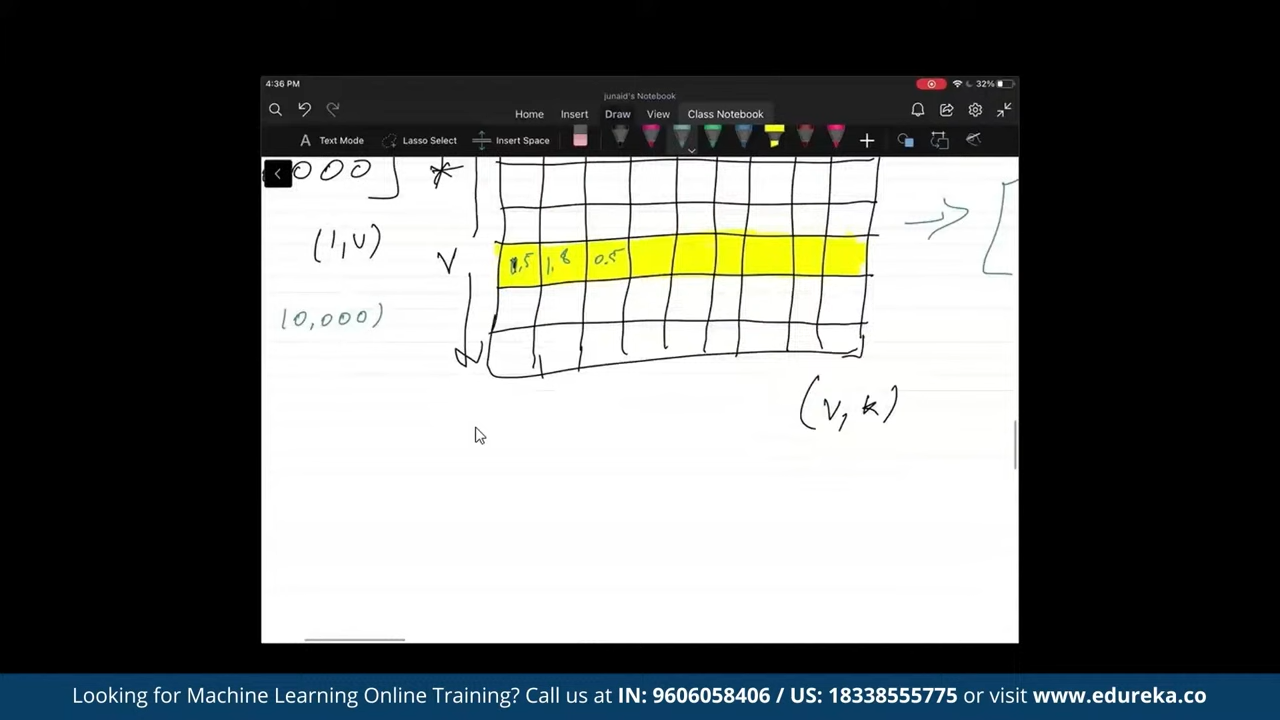 4:36 PM
32%
junaid's Notebook
Home Insert Draw View Class Notebook
A Text Mode Lasso Select Insert Space
000] *
(1,V)
V
1.5 1.8 0.5
10,000)
(V, k)
Looking for Machine Learning Online Training? Call us at IN: 9606058406 / US: 18338555775 or visit www.edureka.co